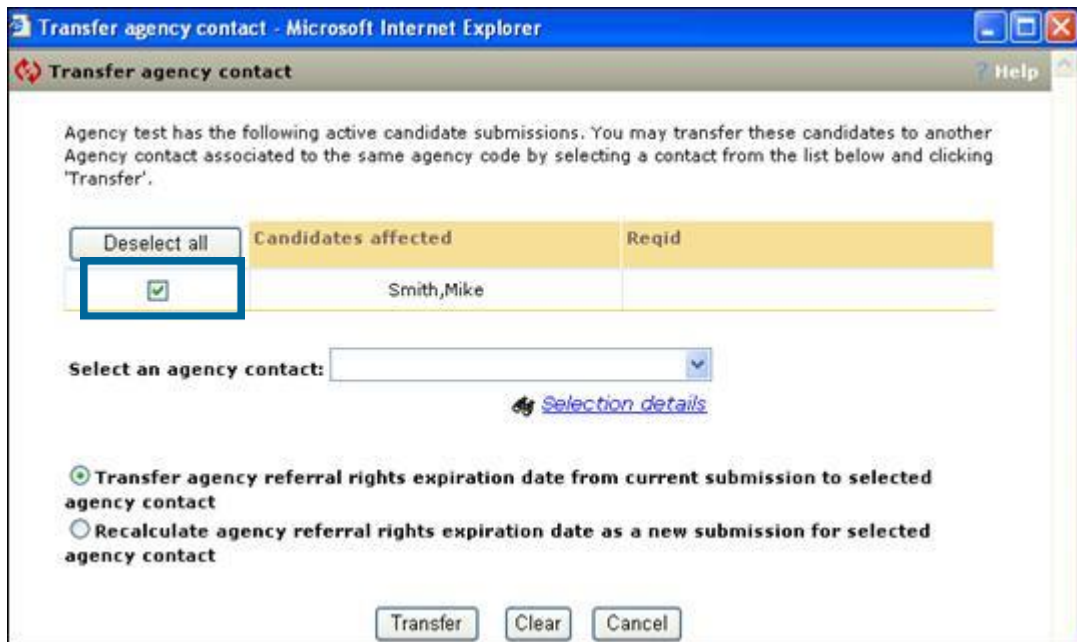 Transfer agency contact - Microsoft Internet Explorer
Transfer agency contact
? Help
Agency test has the following active candidate submissions. You may transfer these candidates to another
Agency contact associated to the same agency code by selecting a contact from the list below and clicking
'Transfer'.
Deselect all Candidates affected Reqid
Smith,Mike
Select an agency contact:
Selection details
Transfer agency referral rights expiration date from current submission to selected
agency contact
Recalculate agency referral rights expiration date as a new submission for selected
agency contact
Transfer Clear Cancel